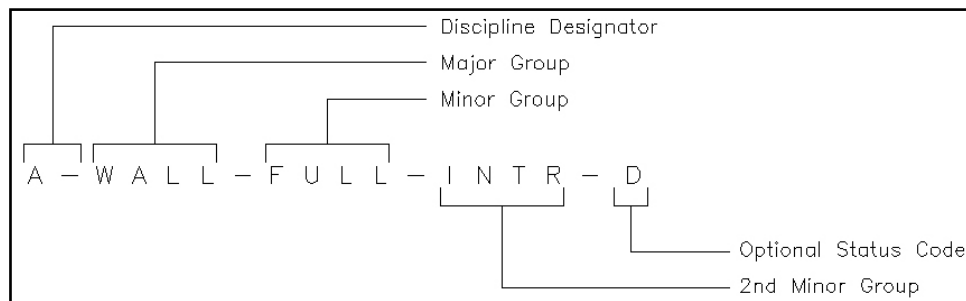 Discipline Designator
Major Group
Minor Group
A - W A L L - F U L L - I N T R - D
Optional Status Code
2nd Minor Group